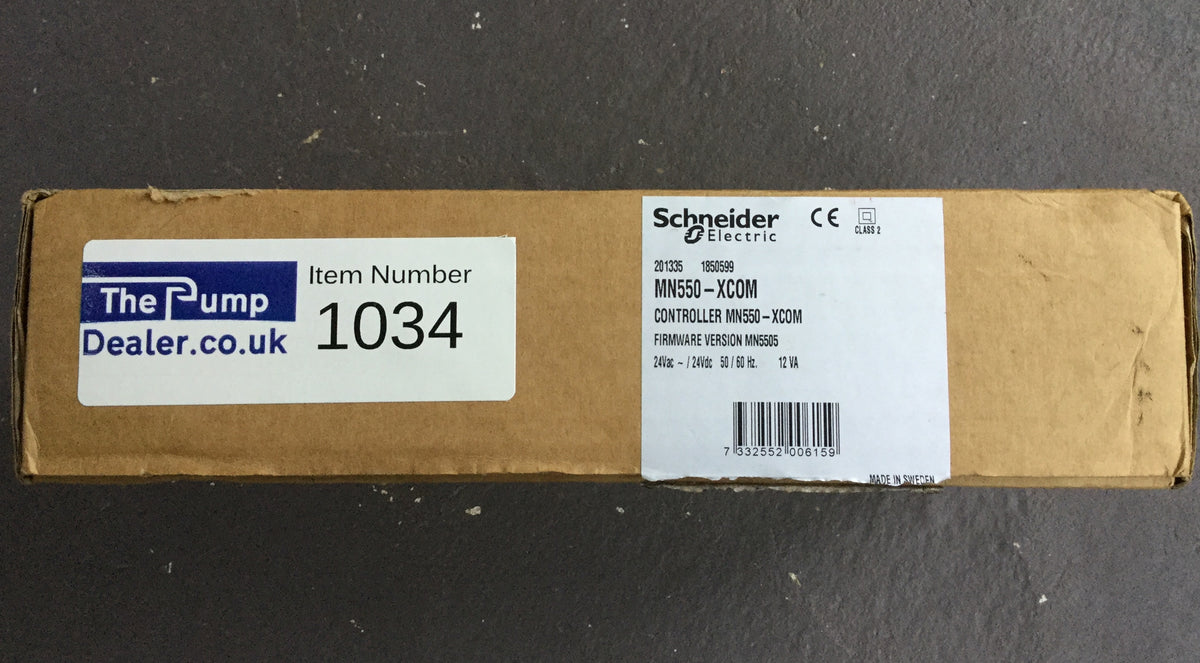 The Pump
Dealer.co.uk
Item Number
1034
Schneider
Electric
CE
CLASS 2
201335 1850599
MN550-XCOM
CONTROLLER MN550-XCOM
FIRMWARE VERSION MN5505
24Vac ~ / 24Vdc 50 / 60 Hz. 12 VA
7 332552 006159
MADE IN SWEDEN